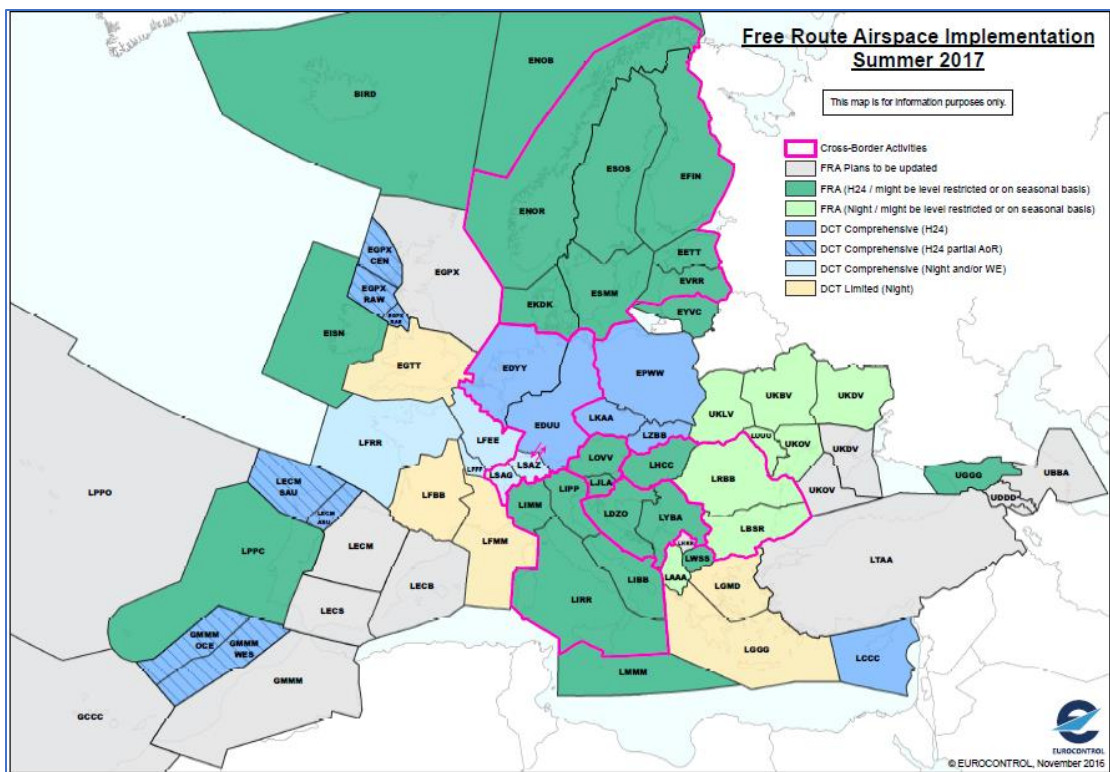 Free Route Airspace Implementation
Summer 2017
This map is for information purposes only.
Cross-Border Activities
FRA Plans to be updated
FRA (H24 / might be level restricted or on seasonal basis)
FRA (Night / might be level restricted or on seasonal basis)
DCT Comprehensive (H24)
DCT Comprehensive (H24 partial AoR)
DCT Comprehensive (Night and/or WE)
DCT Limited (Night)
ENOB
BIRD
ESOS
EFIN
ENOR
EGPX
CEN
EGPX
EETT
EGPX
RAW
EVRR
ESMM
EKDK
EYVC
EISN
EGTT
EDYY
EPWW
UKBV
UKDV
UKLV
EDUU
LKAA
LZBB
LFEE
LFRR
UKOV
UKDV
LOVV
LSAZ
LSAG
LHCC
LRBB
UKOV
UGGG
UBBA
UDDD
LPPO
LECM
SAU
LFBB
LIMM
LIPP
LJLA
LDZO
LYBA
LBSR
LFMM
LPPC
LECM
LECB
LWSS
LAAA
LIBB
LTAA
LGMD
LIRR
LECS
GMMM
OCE
GMMM
WES
LGGG
LCCC
LMMM
GMMM
GCCC
EUROCONTROL
© EUROCONTROL, November 2016